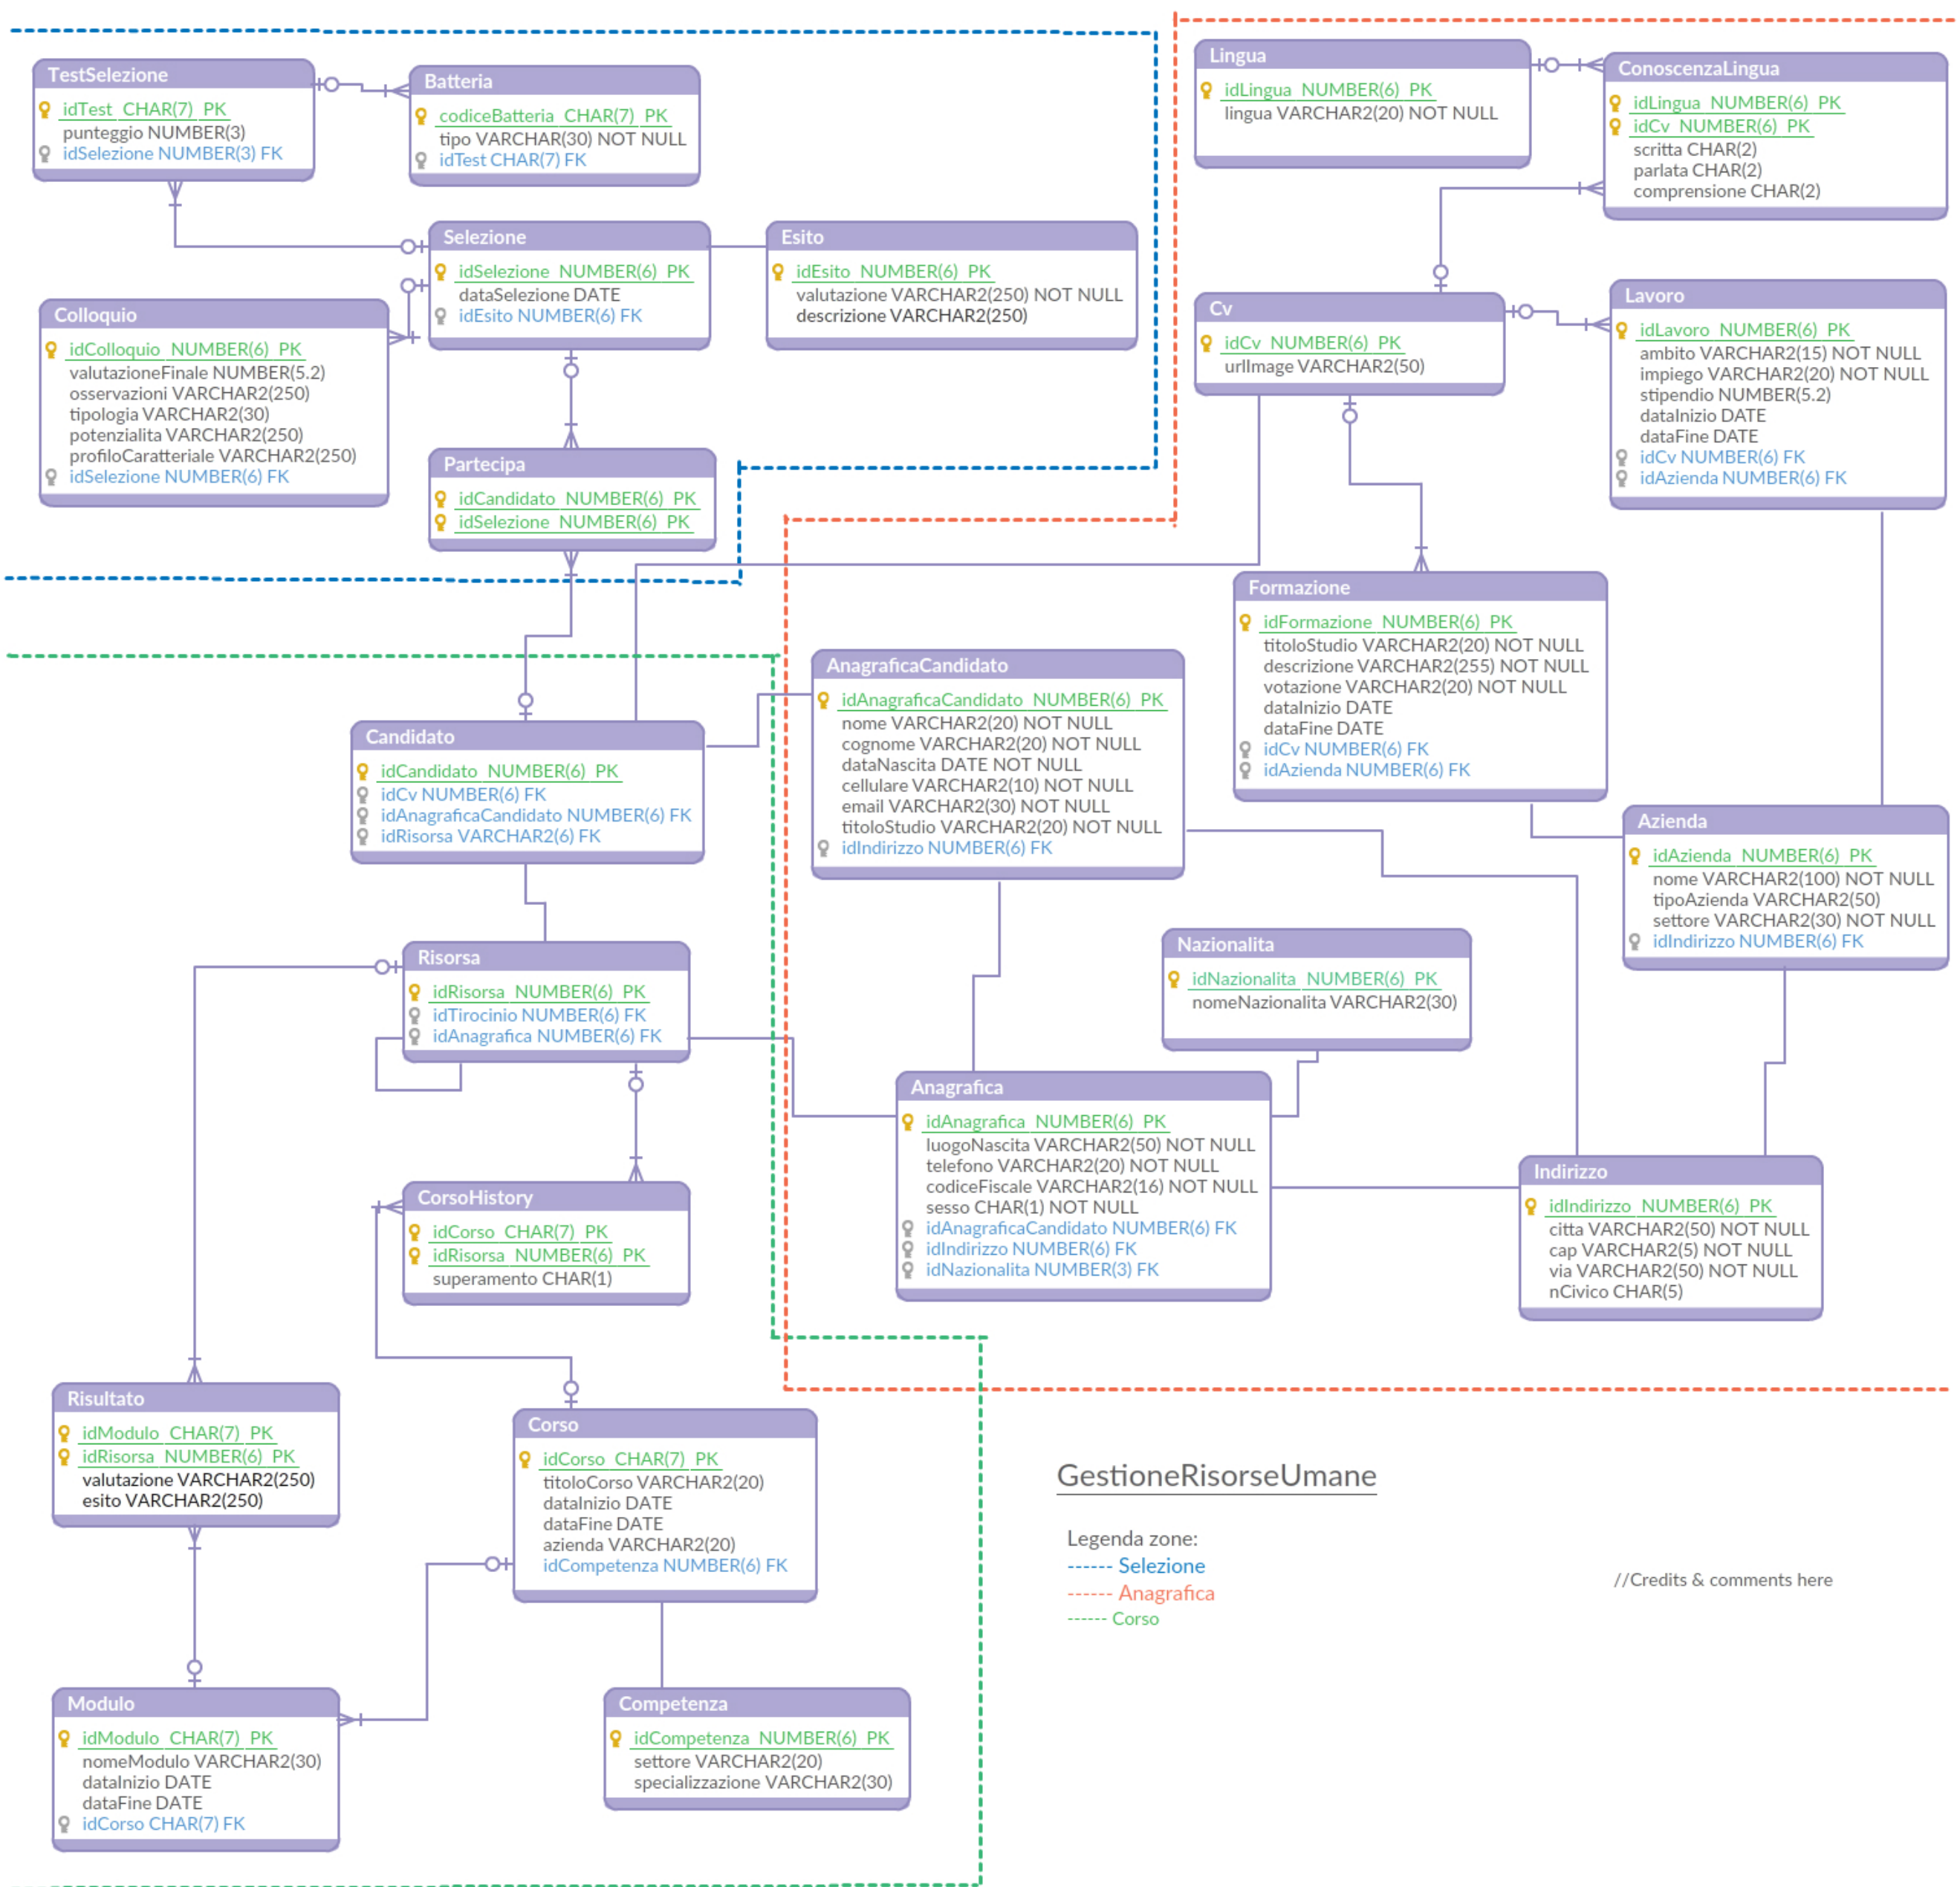 TestSelezione
idTest CHAR(7) PK
punteggio NUMBER(3)
idSelezione NUMBER(3) FK
Batteria
codiceBatteria CHAR(7) PK
tipo VARCHAR(30) NOT NULL
idTest CHAR(7) FK
Lingua
idLingua NUMBER(6) PK
lingua VARCHAR2(20) NOT NULL
ConoscenzaLingua
idLingua NUMBER(6) PK
idCv NUMBER(6) PK
scritta CHAR(2)
parlata CHAR(2)
comprensione CHAR(2)
Selezione
idSelezione NUMBER(6) PK
dataSelezione DATE
idEsito NUMBER(6) FK
Esito
idEsito NUMBER(6) PK
valutazione VARCHAR2(250) NOT NULL
descrizione VARCHAR2(250)
Colloquio
idColloquio NUMBER(6) PK
valutazioneFinale NUMBER(5.2)
osservazioni VARCHAR2(250)
tipologia VARCHAR2(30)
potenzialita VARCHAR2(250)
profiloCaratteriale VARCHAR2(250)
idSelezione NUMBER(6) FK
Cv
idCv NUMBER(6) PK
urlImage VARCHAR2(50)
Lavoro
idLavoro NUMBER(6) PK
ambito VARCHAR2(15) NOT NULL
impiego VARCHAR2(20) NOT NULL
stipendio NUMBER(5.2)
dataInizio DATE
dataFine DATE
idCv NUMBER(6) FK
idAzienda NUMBER(6) FK
Partecipa
idCandidato NUMBER(6) PK
idSelezione NUMBER(6) PK
Formazione
idFormazione NUMBER(6) PK
titoloStudio VARCHAR2(20) NOT NULL
descrizione VARCHAR2(255) NOT NULL
votazione VARCHAR2(20) NOT NULL
dataInizio DATE
dataFine DATE
idCv NUMBER(6) FK
idAzienda NUMBER(6) FK
AnagraficaCandidato
idAnagraficaCandidato NUMBER(6) PK
nome VARCHAR2(20) NOT NULL
cognome VARCHAR2(20) NOT NULL
dataNascita DATE NOT NULL
cellulare VARCHAR2(10) NOT NULL
email VARCHAR2(30) NOT NULL
titoloStudio VARCHAR2(20) NOT NULL
idIndirizzo NUMBER(6) FK
Candidato
idCandidato NUMBER(6) PK
idCv NUMBER(6) FK
idAnagraficaCandidato NUMBER(6) FK
idRisorsa VARCHAR2(6) FK
Azienda
idAzienda NUMBER(6) PK
nome VARCHAR2(100) NOT NULL
tipoAzienda VARCHAR2(50)
settore VARCHAR2(30) NOT NULL
idIndirizzo NUMBER(6) FK
Risorsa
idRisorsa NUMBER(6) PK
idTirocinio NUMBER(6) FK
idAnagrafica NUMBER(6) FK
Nazionalita
idNazionalita NUMBER(6) PK
nomeNazionalita VARCHAR2(30)
Anagrafica
idAnagrafica NUMBER(6) PK
luogoNascita VARCHAR2(50) NOT NULL
telefono VARCHAR2(20) NOT NULL
codiceFiscale VARCHAR2(16) NOT NULL
sesso CHAR(1) NOT NULL
idAnagraficaCandidato NUMBER(6) FK
idIndirizzo NUMBER(6) FK
idNazionalita NUMBER(3) FK
Indirizzo
idIndirizzo NUMBER(6) PK
citta VARCHAR2(50) NOT NULL
cap VARCHAR2(5) NOT NULL
via VARCHAR2(50) NOT NULL
nCivico CHAR(5)
CorsoHistory
idCorso CHAR(7) PK
idRisorsa NUMBER(6) PK
superamento CHAR(1)
Risultato
idModulo CHAR(7) PK
idRisorsa NUMBER(6) PK
valutazione VARCHAR2(250)
esito VARCHAR2(250)
Corso
idCorso CHAR(7) PK
titoloCorso VARCHAR2(20)
dataInizio DATE
dataFine DATE
azienda VARCHAR2(20)
idCompetenza NUMBER(6) FK
Modulo
idModulo CHAR(7) PK
nomeModulo VARCHAR2(30)
dataInizio DATE
dataFine DATE
idCorso CHAR(7) FK
Competenza
idCompetenza NUMBER(6) PK
settore VARCHAR2(20)
specializzazione VARCHAR2(30)
GestioneRisorseUmane
Legenda zone:
------ Selezione
------ Anagrafica
------ Corso
//Credits & comments here